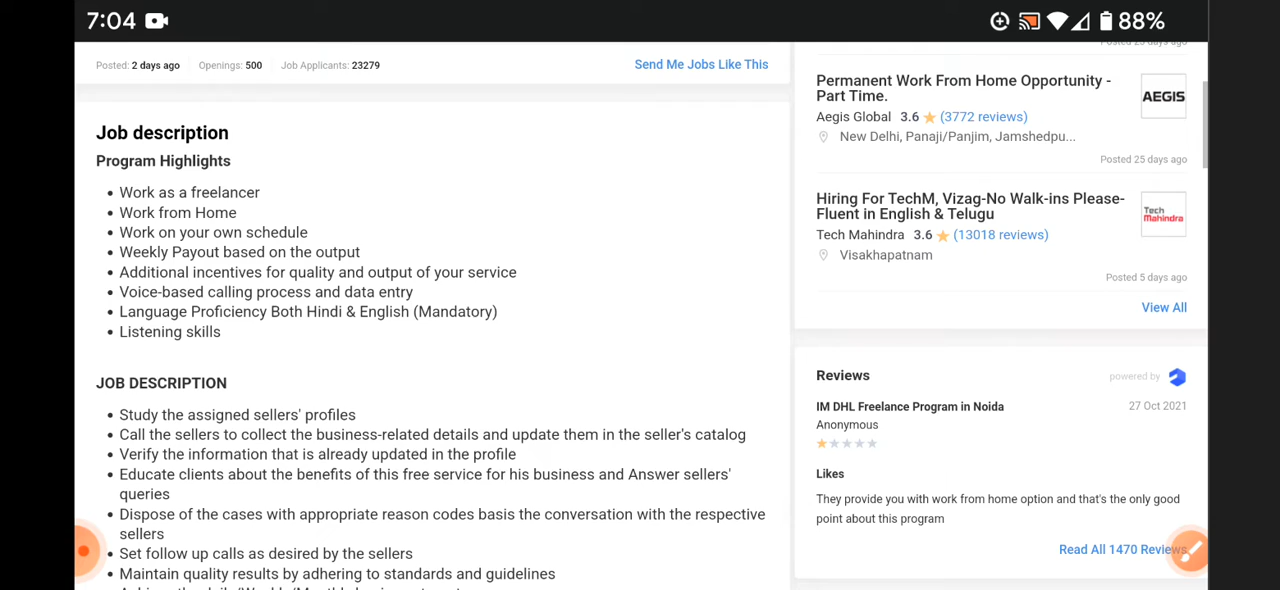 7:04
88%
Posted: 2 days ago Openings: 500 Job Applicants: 23279
Send Me Jobs Like This
Job description
Program Highlights
• Work as a freelancer
• Work from Home
• Work on your own schedule
• Weekly Payout based on the output
• Additional incentives for quality and output of your service
• Voice-based calling process and data entry
• Language Proficiency Both Hindi & English (Mandatory)
• Listening skills
JOB DESCRIPTION
• Study the assigned sellers' profiles
• Call the sellers to collect the business-related details and update them in the seller's catalog
• Verify the information that is already updated in the profile
• Educate clients about the benefits of this free service for his business and Answer sellers'
queries
• Dispose of the cases with appropriate reason codes basis the conversation with the respective
sellers
• Set follow up calls as desired by the sellers
• Maintain quality results by adhering to standards and guidelines
Posted 25 days ago
Permanent Work From Home Opportunity -
Part Time.
AEGIS
Aegis Global 3.6 (3772 reviews)
New Delhi, Panaji/Panjim, Jamshedpu...
Posted 25 days ago
Hiring For TechM, Vizag-No Walk-ins Please-
Fluent in English & Telugu
Tech
Mahindra
Tech Mahindra 3.6 (13018 reviews)
Visakhapatnam
Posted 5 days ago
View All
Reviews
powered by
IM DHL Freelance Program in Noida
27 Oct 2021
Anonymous
Likes
They provide you with work from home option and that's the only good
point about this program
Read All 1470 Reviews